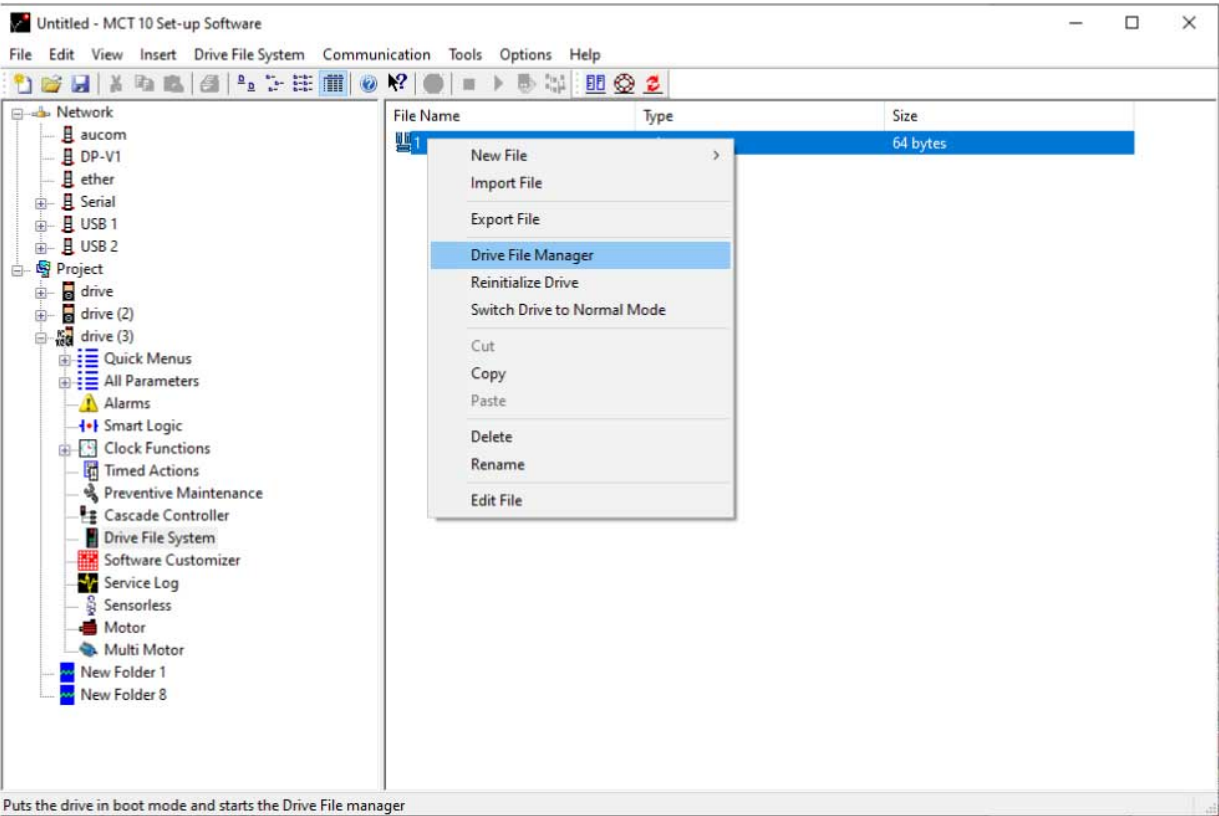 Untitled - MCT 10 Set-up Software
File Edit View Insert Drive File System Communication Tools Options Help
Network
aucom
DP-V1
ether
Serial
USB 1
USB 2
Project
drive
drive (2)
drive (3)
Quick Menus
All Parameters
Alarms
Smart Logic
Clock Functions
Timed Actions
Preventive Maintenance
Cascade Controller
Drive File System
Software Customizer
Service Log
Sensorless
Motor
Multi Motor
New Folder 1
New Folder 8
File Name Type Size
1 64 bytes
New File
Import File
Export File
Drive File Manager
Reinitialize Drive
Switch Drive to Normal Mode
Cut
Copy
Paste
Delete
Rename
Edit File
Puts the drive in boot mode and starts the Drive File manager